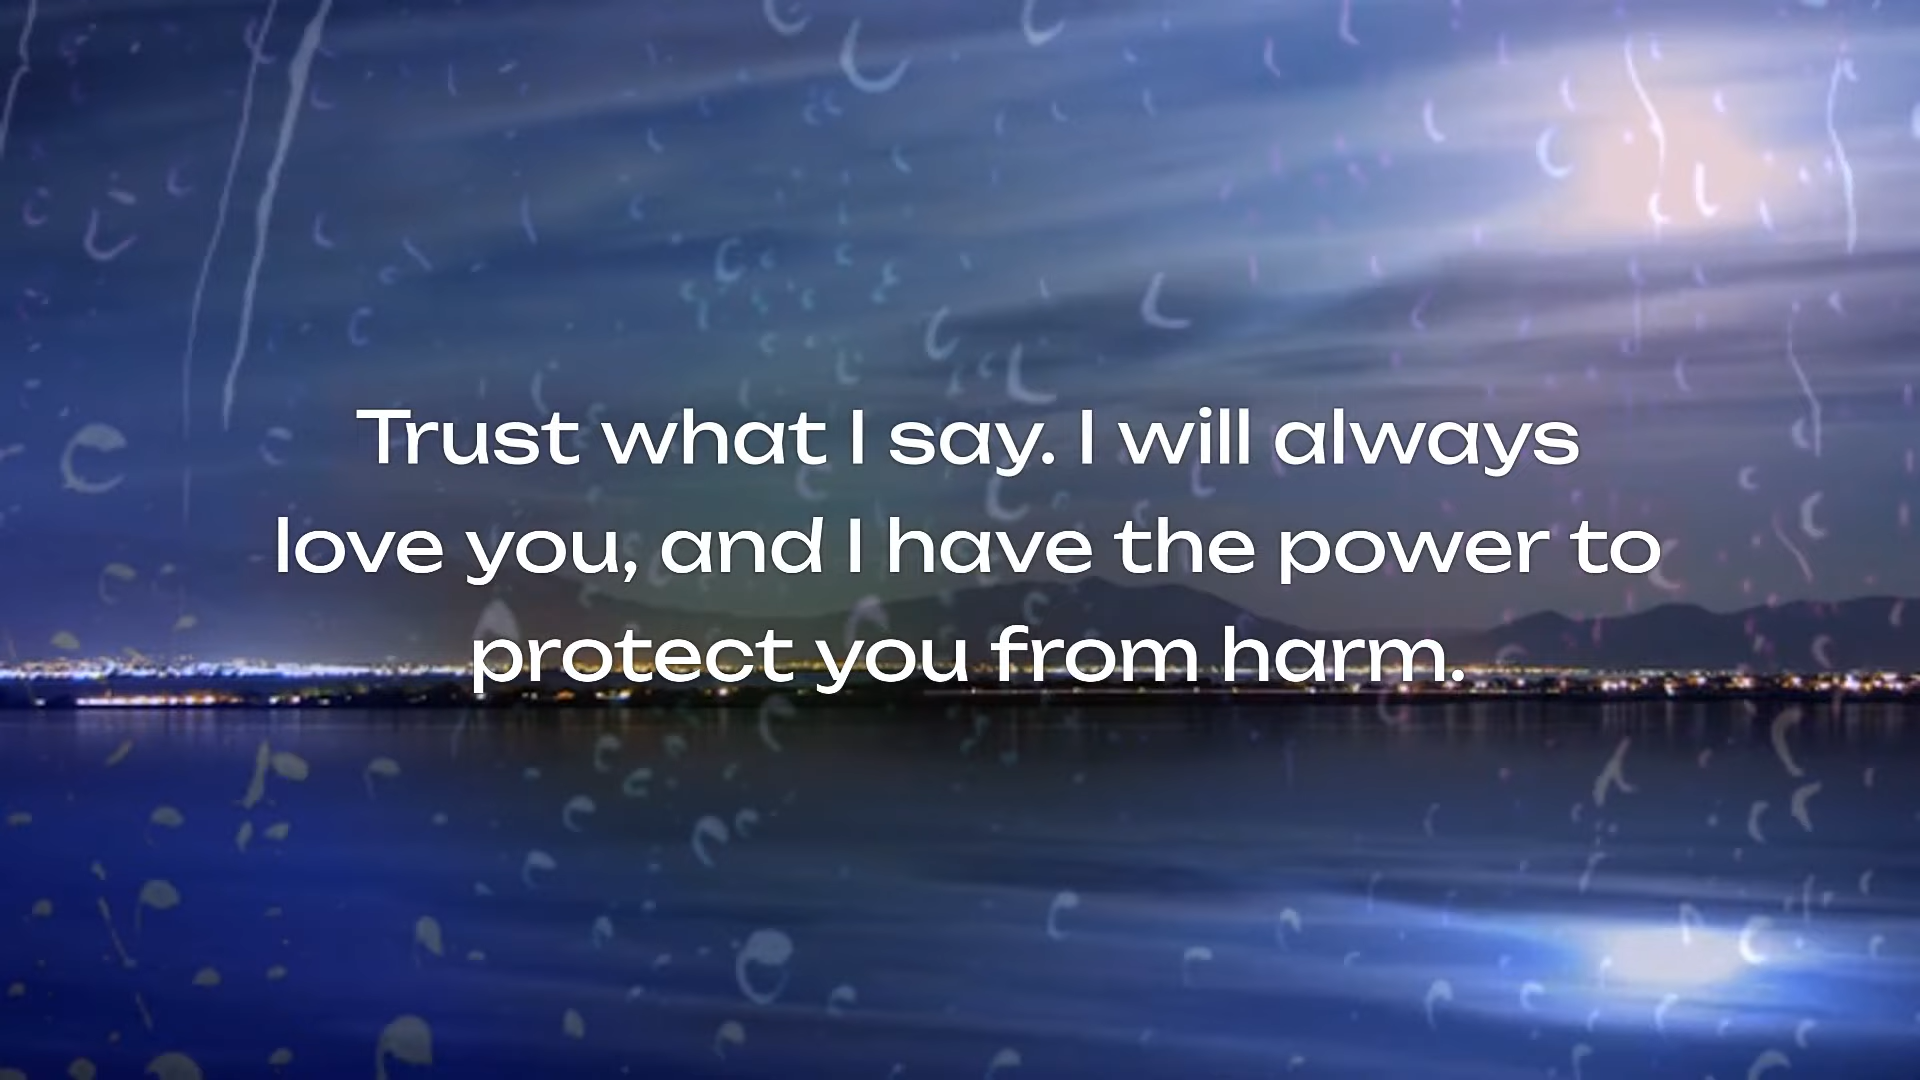 Trust what I say. I will always
love you, and I have the power to
protect you from harm.